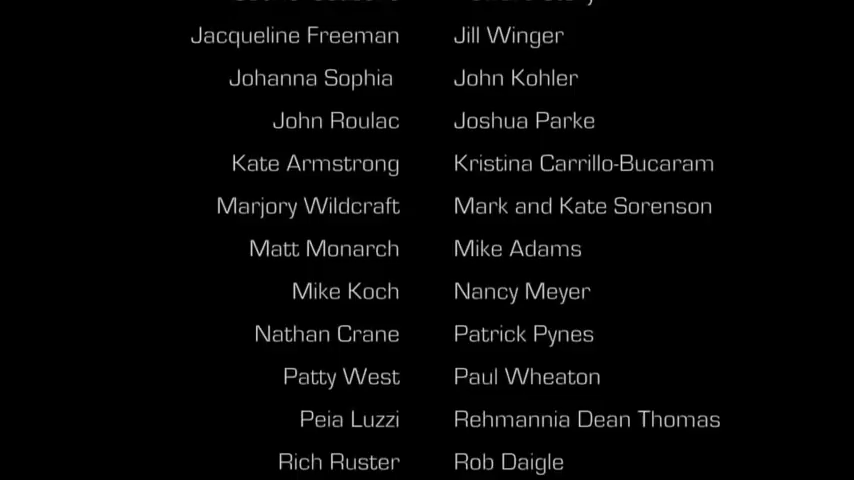 Jacqueline Freeman Jill Winger
Johanna Sophia John Kohler
John Roulac Joshua Parke
Kate Armstrong Kristina Carrillo-Bucaram
Marjory Wildcraft Mark and Kate Sorenson
Matt Monarch Mike Adams
Mike Koch Nancy Meyer
Nathan Crane Patrick Pynes
Patty West Paul Wheaton
Peia Luzzi Rehmannia Dean Thomas
Rich Ruster Rob Daigle